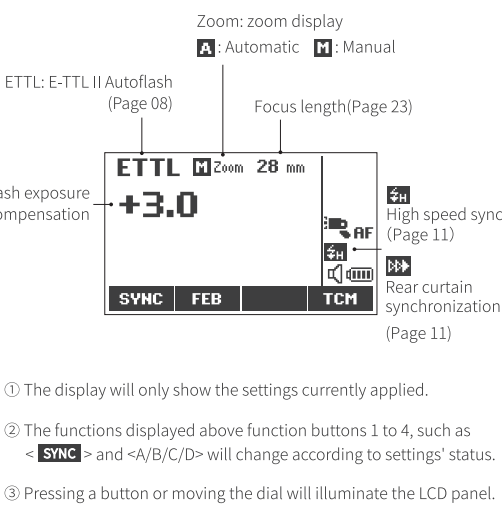 Zoom: zoom display
A : Automatic M : Manual
ETTL: E-TTL II Autoflash
(Page 08)
Focus length(Page 23)
ETTL M Zoom 28 mm
exposure
+3.0
High speed sync
(Page 11)
AF
Rear curtain
synchronization
(Page 11)
SYNC FEB TCM
① The display will only show the settings currently applied.
② The functions displayed above function buttons 1 to 4, such as
< SYNC > and <A/B/C/D> will change according to settings' status.
③ Pressing a button or moving the dial will illuminate the LCD panel.